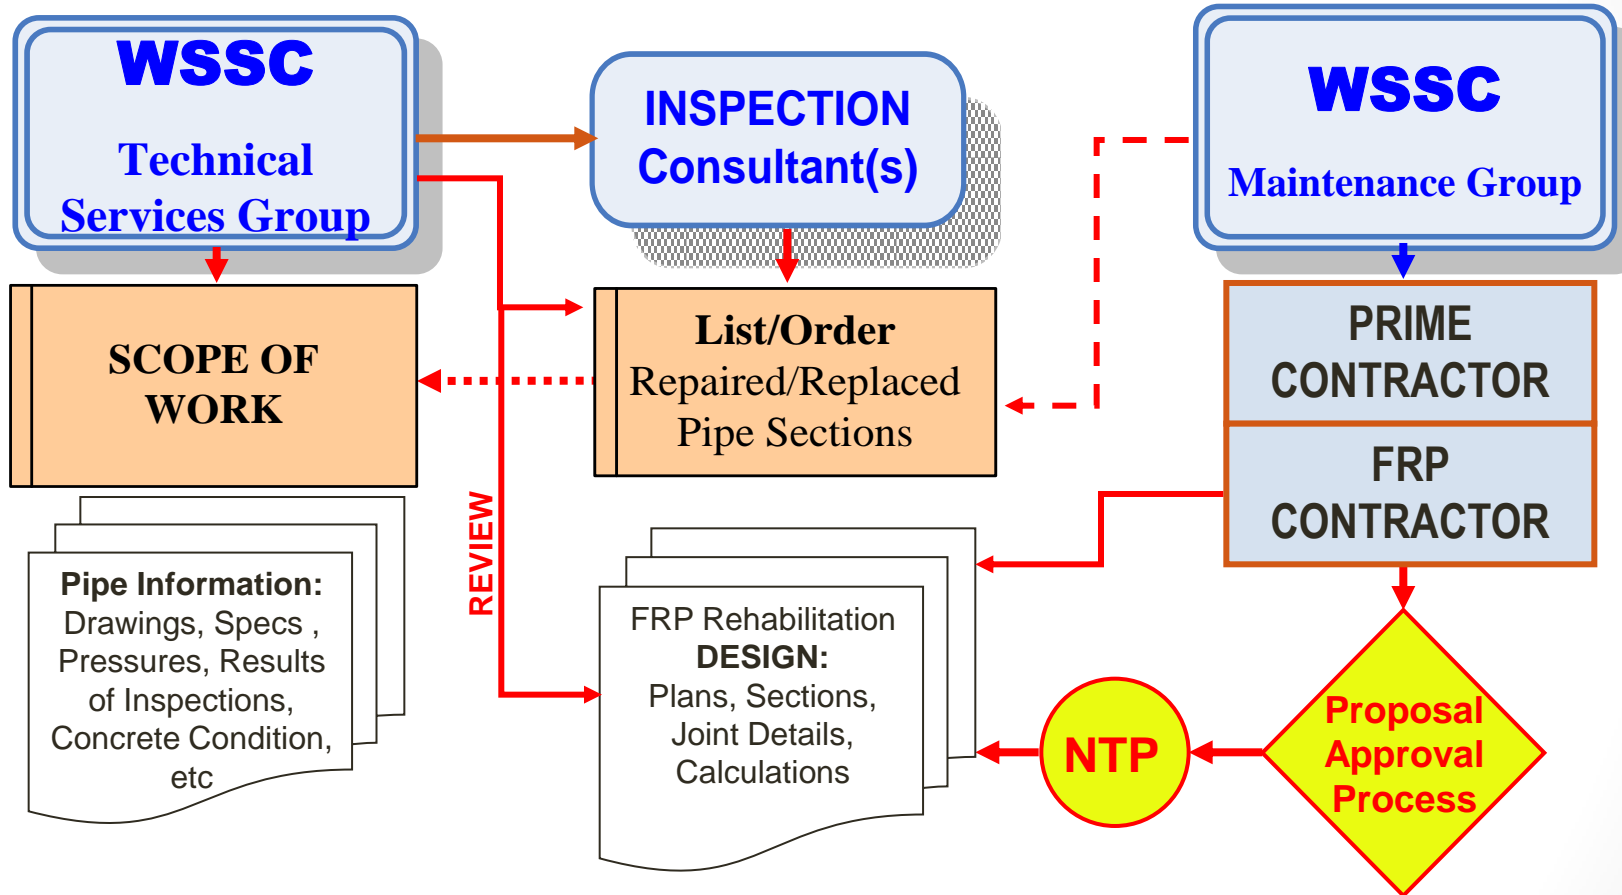 WSSC
Technical
Services Group
INSPECTION
Consultant(s)
WSSC
Maintenance Group
SCOPE OF
WORK
List/Order
Repaired/Replaced
Pipe Sections
PRIME
CONTRACTOR
FRP
CONTRACTOR
REVIEW
Pipe Information:
Drawings, Specs ,
Pressures, Results
of Inspections,
Concrete Condition,
etc
FRP Rehabilitation
DESIGN:
Plans, Sections,
Joint Details,
Calculations
NTP
Proposal
Approval
Process